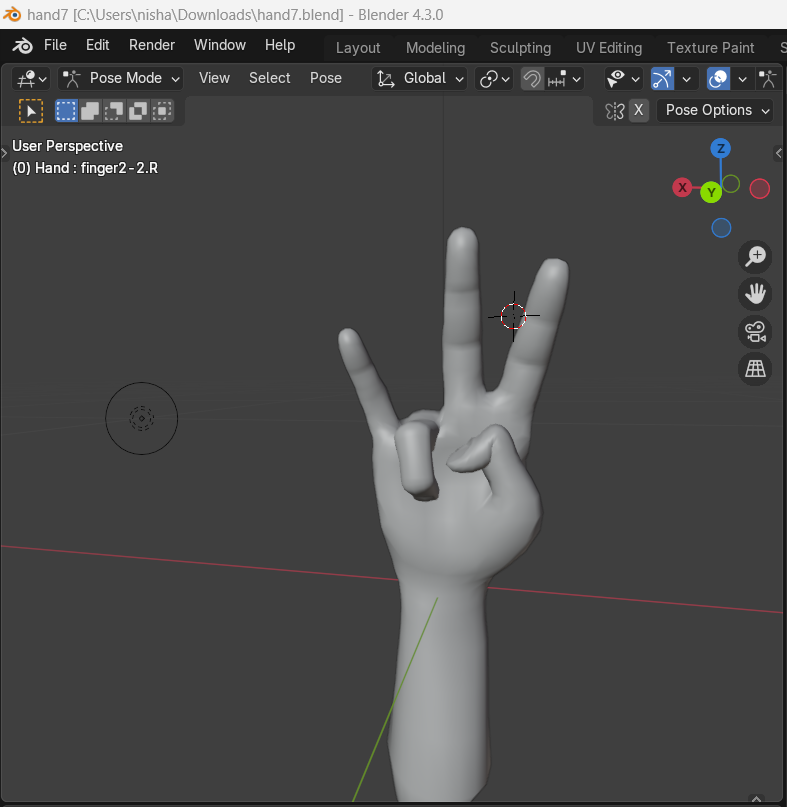 hand7 [C:\Users\nisha\Downloads\hand7.blend] - Blender 4.3.0
File Edit Render Window Help Layout Modeling Sculpting UV Editing Texture Paint S
Pose Mode View Select Pose Global
X Pose Options
User Perspective
(0) Hand : finger2-2.R
Z
X
Y